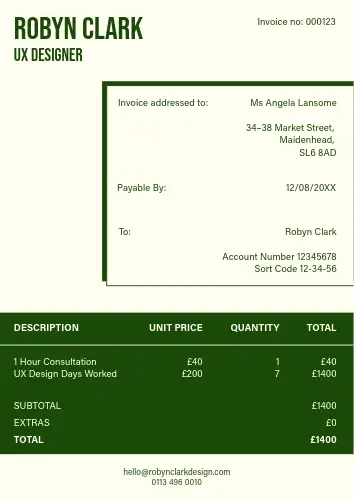 ROBYN CLARK
UX DESIGNER
Invoice no: 000123
Invoice addressed to: Ms Angela Lansome
34–38 Market Street,
Maidenhead,
SL6 8AD
Payable By: 12/08/20XX
To: Robyn Clark
Account Number 12345678
Sort Code 12-34-56
DESCRIPTION UNIT PRICE QUANTITY TOTAL
1 Hour Consultation £40 1 £40
UX Design Days Worked £200 7 £1400
SUBTOTAL £1400
EXTRAS £0
TOTAL £1400
hello@robynclarkdesign.com
0113 496 0010